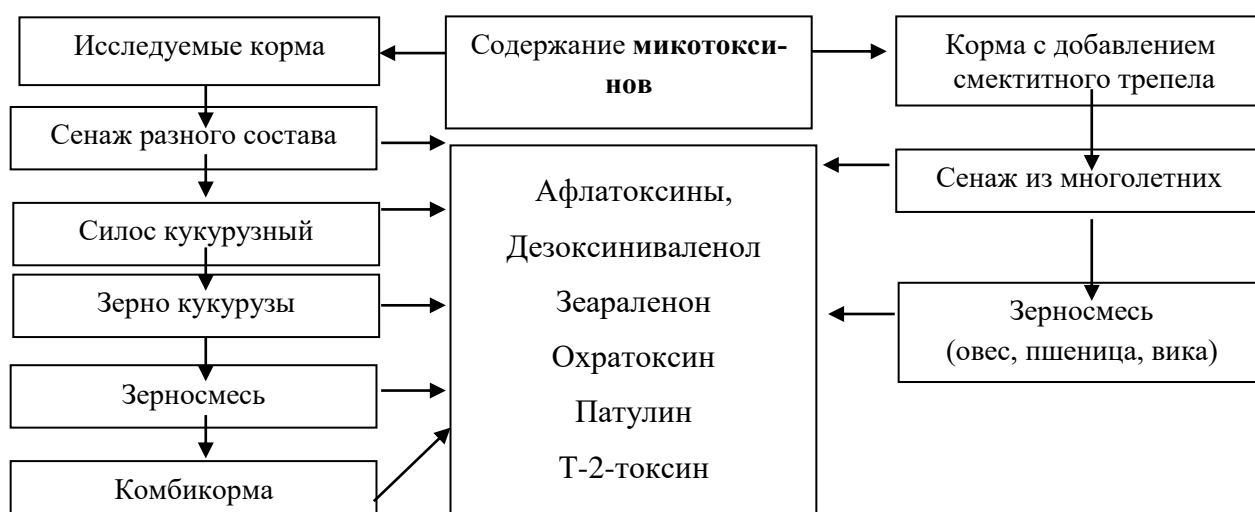 Исследуемые корма
Содержание микотокси-
нов
Корма с добавлением
смектитного трепела
Сенаж разного состава
Силос кукурузный
Зерно кукурузы
Зерносмесь
Комбикорма
Афлатоксины,
Дезоксиниваленол
Зеараленон
Охратоксин
Патулин
Т-2-токсин
Сенаж из многолетних
Зерносмесь
(овес, пшеница, вика)